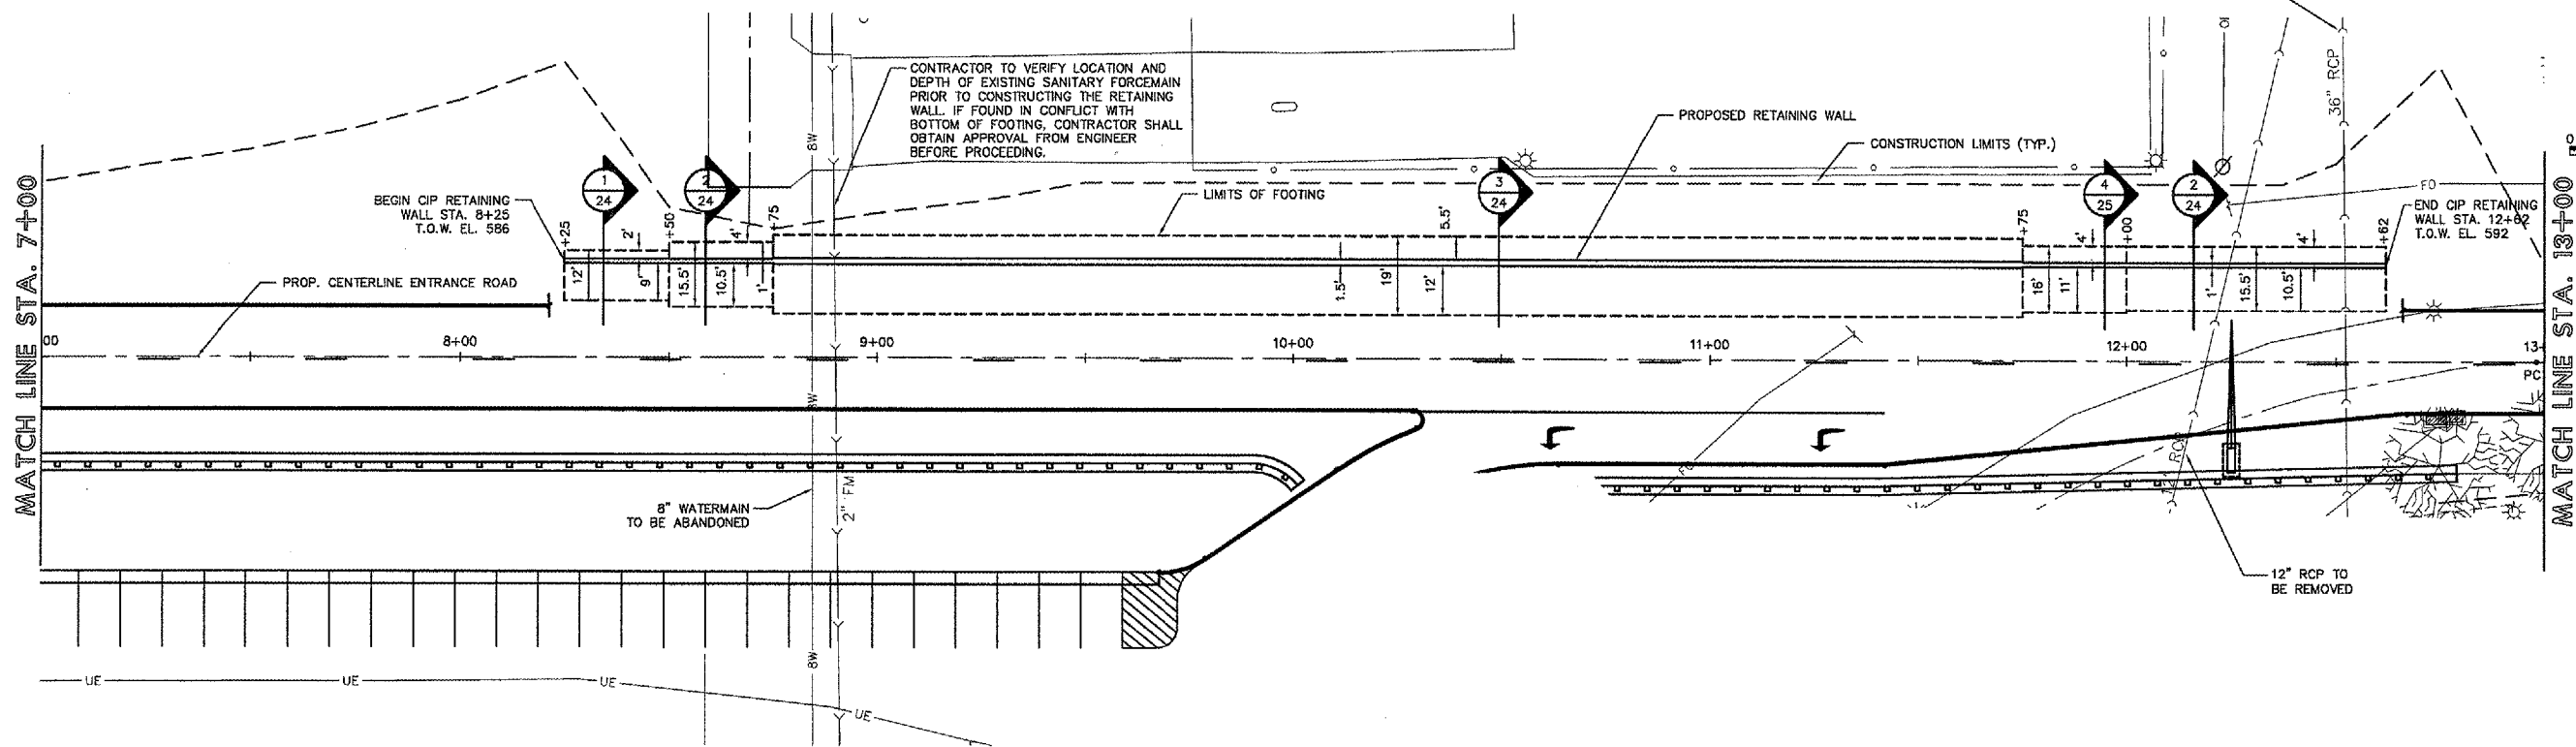 MATCH LINE STA. 7+00
BEGIN CIP RETAINING
WALL STA. 8+25
T.O.W. EL. 586
PROP. CENTERLINE ENTRANCE ROAD
CONTRACTOR TO VERIFY LOCATION AND
DEPTH OF EXISTING SANITARY FORCEMAIN
PRIOR TO CONSTRUCTING THE RETAINING
WALL. IF FOUND IN CONFLICT WITH
BOTTOM OF FOOTING, CONTRACTOR SHALL
OBTAIN APPROVAL FROM ENGINEER
BEFORE PROCEEDING.
LIMITS OF FOOTING
PROPOSED RETAINING WALL
CONSTRUCTION LIMITS (TYP.)
36" RCP
FO
END CIP RETAINING
WALL STA. 12+62
T.O.W. EL. 592
MATCH LINE STA. 13+00
1
24
2
24
3
24
4
25
2
24
+25
+50
+75
+75
+00
+62
12'
2'
9'
15.5'
10.5'
4'
1'
1.5'
19'
12'
5.5'
16'
11'
4'
1'
15.5'
10.5'
4'
00
8+00
9+00
10+00
11+00
12+00
13+
PC
8W
8W
8W
2" FM
8" WATERMAIN
TO BE ABANDONED
FO
RCP
12" RCP TO
BE REMOVED
UE
UE
UE
UE